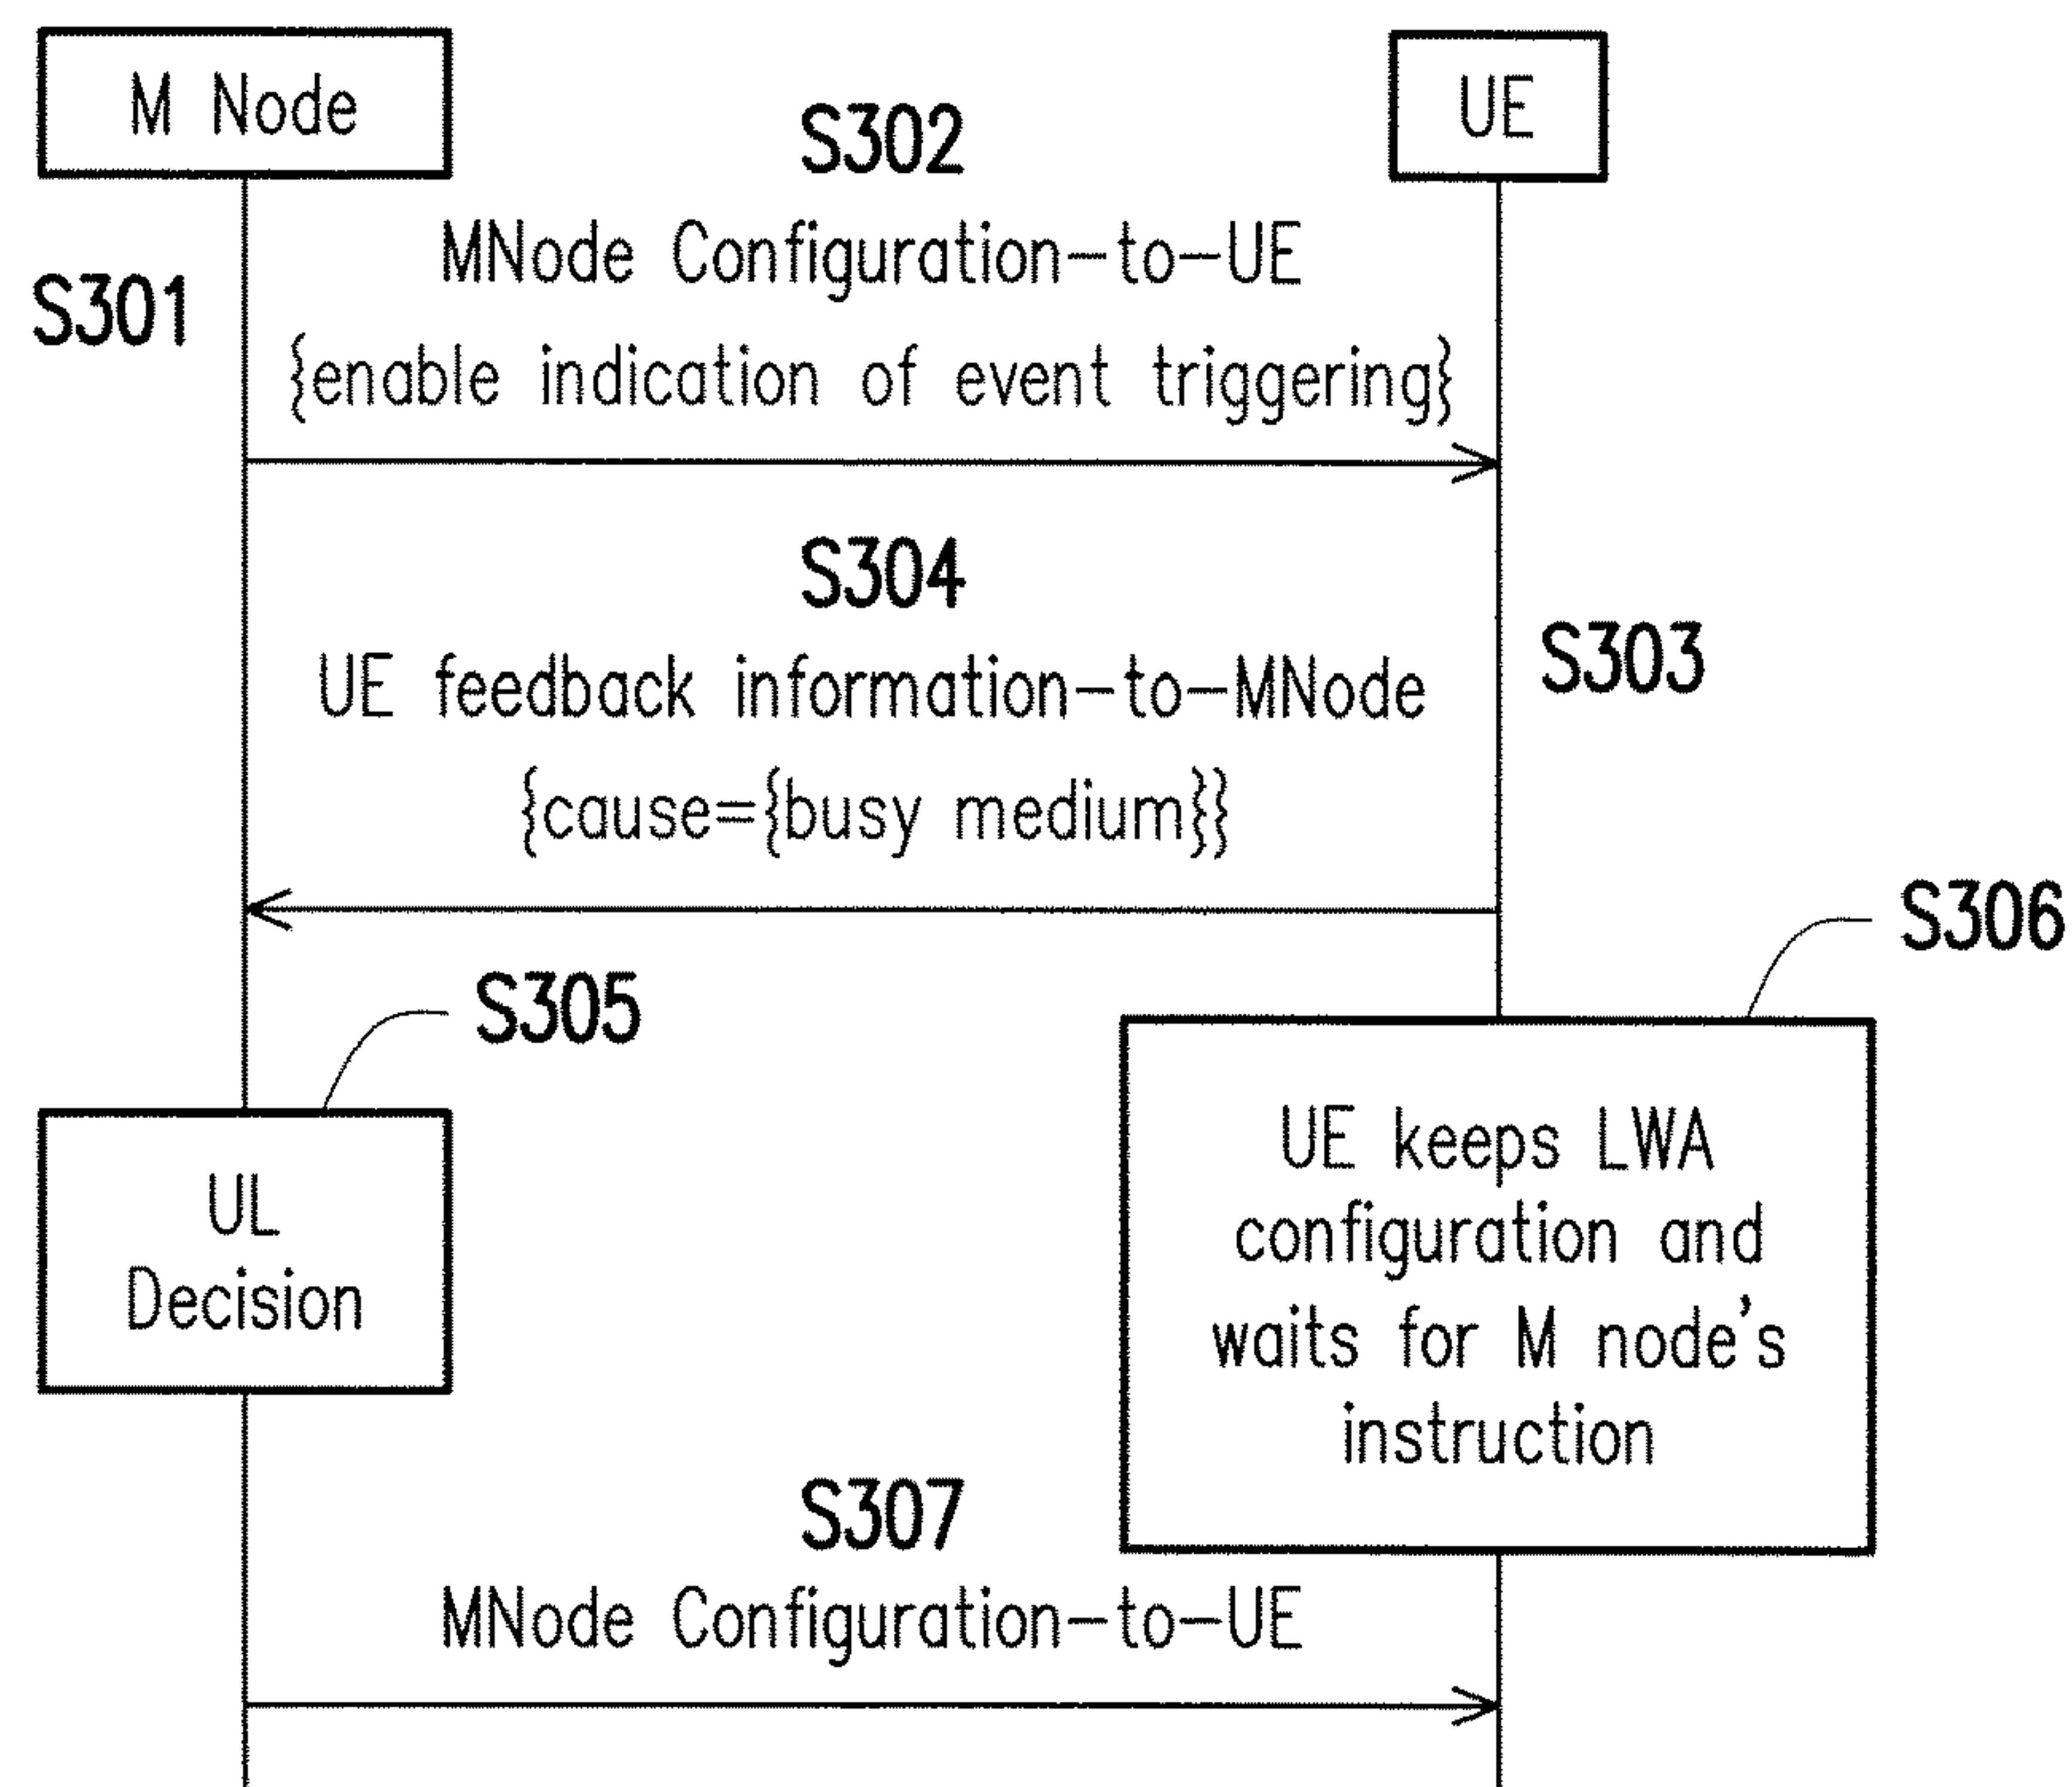 M Node
UE
S302
MNode Configuration-to-UE
S301
{enable indication of event triggering}
S304
S303
UE feedback information-to-MNode
{cause={busy medium}}
S306
S305
UE keeps LWA
configuration and
waits for M node's
instruction
UL
Decision
S307
MNode Configuration-to-UE